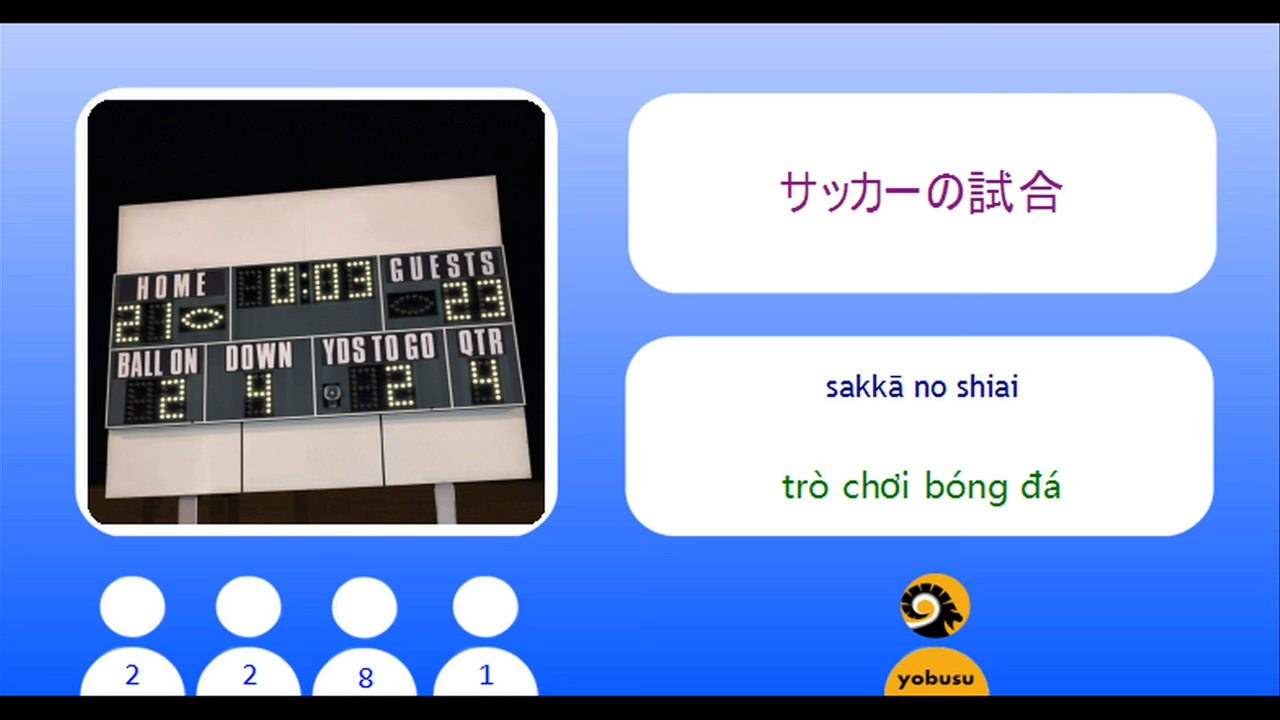 HOME
0:03
GUESTS
21
23
BALL ON
DOWN
YDS TO GO
QTR
2
4
2
4
サッカーの試合
sakkā no shiai
trò chơi bóng đá
2 2 8 1
yobusu